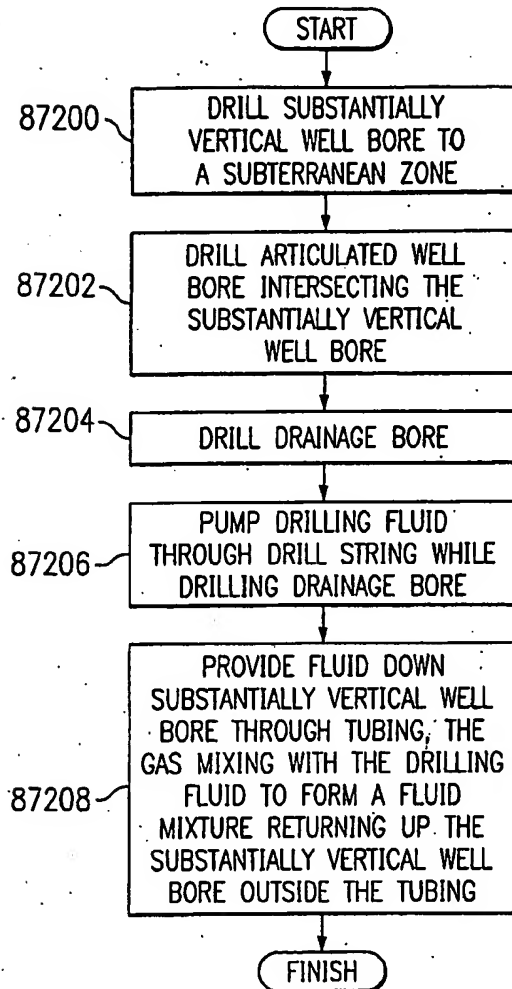 START
87200
DRILL SUBSTANTIALLY
VERTICAL WELL BORE TO
A SUBTERRANEAN ZONE
87202
DRILL ARTICULATED WELL
BORE INTERSECTING THE
SUBSTANTIALLY VERTICAL
WELL BORE
87204
DRILL DRAINAGE BORE
87206
PUMP DRILLING FLUID
THROUGH DRILL STRING WHILE
DRILLING DRAINAGE BORE
87208
PROVIDE FLUID DOWN
SUBSTANTIALLY VERTICAL WELL
BORE THROUGH TUBING, THE
GAS MIXING WITH THE DRILLING
FLUID TO FORM A FLUID
MIXTURE RETURNING UP THE
SUBSTANTIALLY VERTICAL WELL
BORE OUTSIDE THE TUBING
FINISH